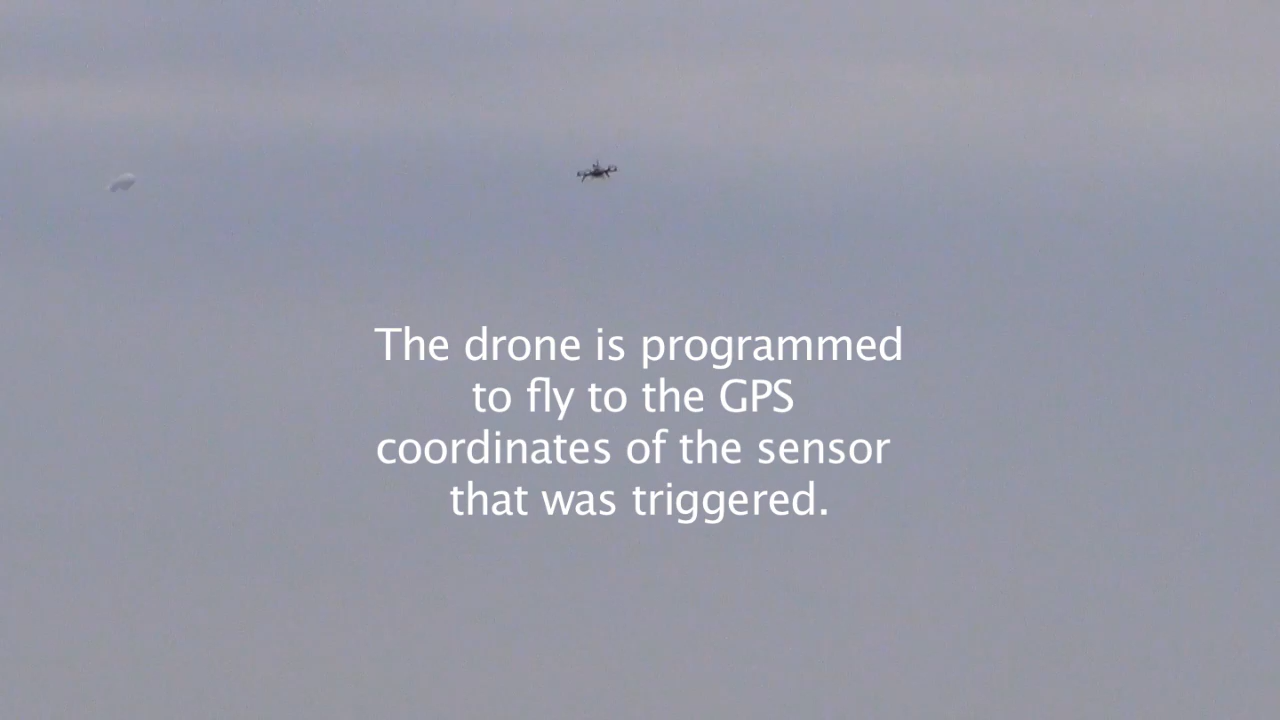 The drone is programmed
to fly to the GPS
coordinates of the sensor
that was triggered.